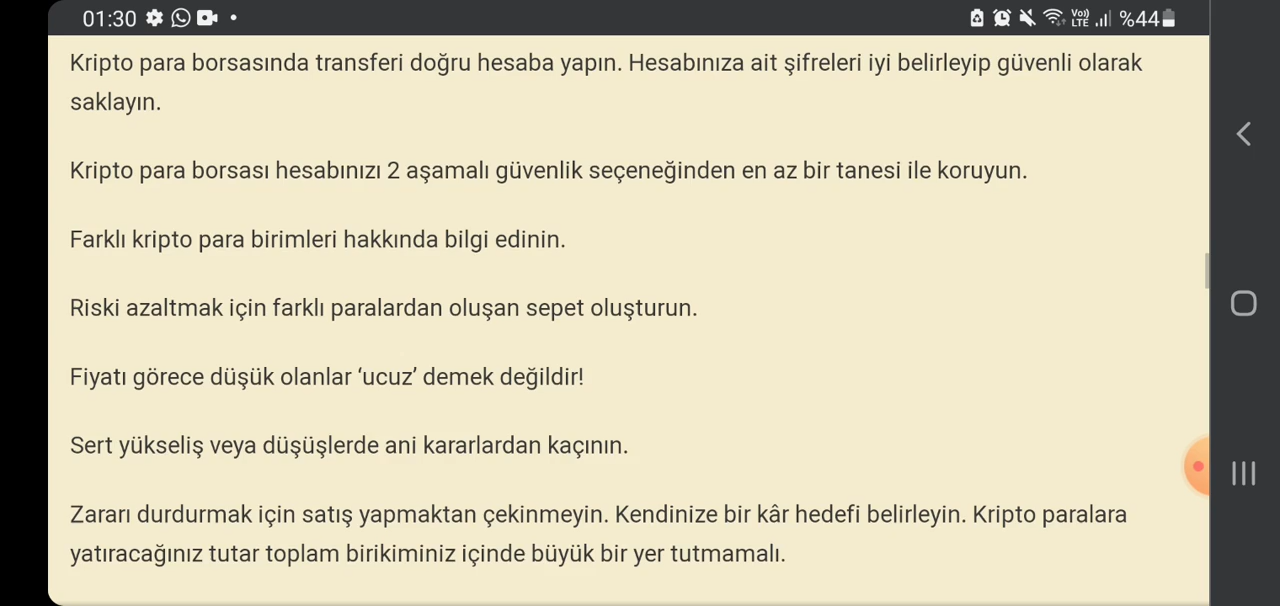 01:30
Vo)) LTE %44
Kripto para borsasında transferi doğru hesaba yapın. Hesabınıza ait şifreleri iyi belirleyip güvenli olarak
saklayın.
Kripto para borsası hesabınızı 2 aşamalı güvenlik seçeneğinden en az bir tanesi ile koruyun.
Farklı kripto para birimleri hakkında bilgi edinin.
Riski azaltmak için farklı paralardan oluşan sepet oluşturun.
Fiyatı görece düşük olanlar ‘ucuz’ demek değildir!
Sert yükseliş veya düşüşlerde ani kararlardan kaçının.
Zararı durdurmak için satış yapmaktan çekinmeyin. Kendinize bir kâr hedefi belirleyin. Kripto paralara
yatıracağınız tutar toplam birikiminiz içinde büyük bir yer tutmamalı.